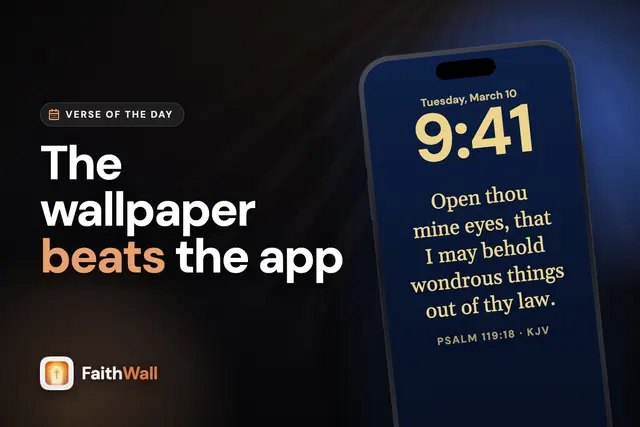 VERSE OF THE DAY
The
wallpaper
beats the app
FaithWall
Tuesday, March 10
9:41
Open thou
mine eyes, that
I may behold
wondrous things
out of thy law.
PSALM 119:18 · KJV